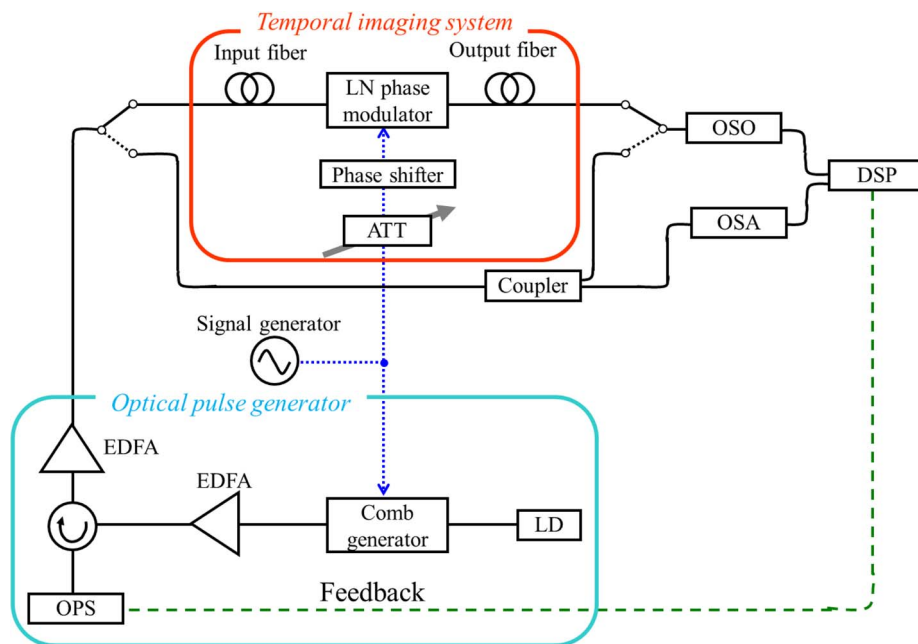 Temporal imaging system
Input fiber
Output fiber
LN phase
modulator
OSO
Phase shifter
DSP
ATT
OSA
Coupler
Signal generator
Optical pulse generator
EDFA
EDFA
Comb
generator
LD
Feedback
OPS